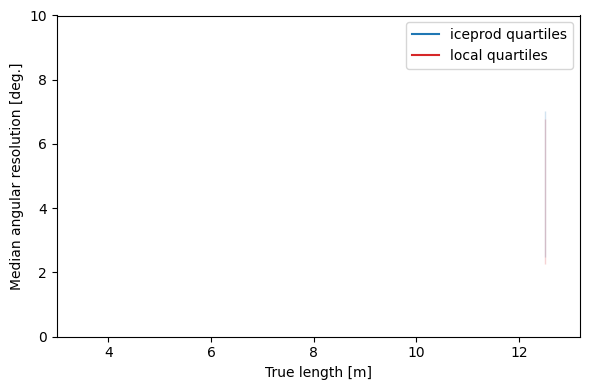 10
8
6
4
2
0
Median angular resolution [deg.]
iceprod quartiles
local quartiles
4 6 8 10 12
True length [m]